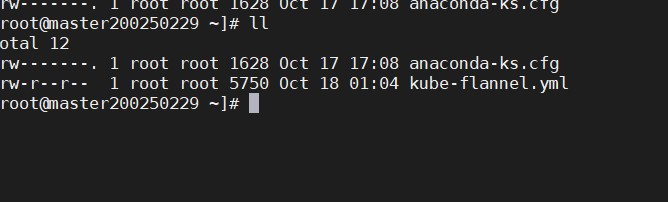 rw-------. 1 root root 1628 Oct 17 17:08 anaconda-ks.cfg
root@master200250229 ~]# ll
otal 12
rw-------. 1 root root 1628 Oct 17 17:08 anaconda-ks.cfg
rw-r--r--  1 root root 5750 Oct 18 01:04 kube-flannel.yml
root@master200250229 ~]#